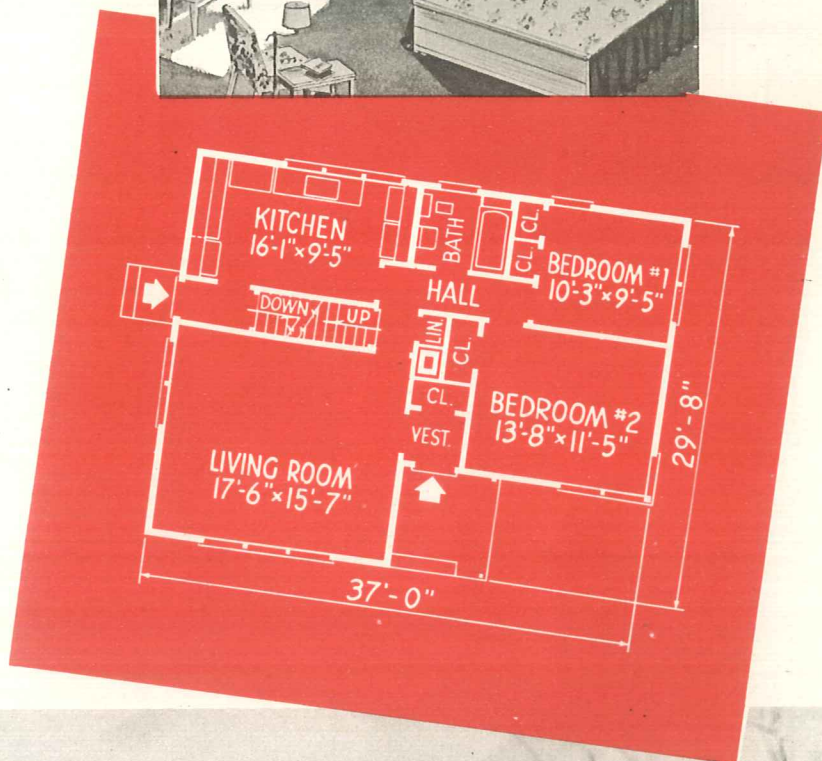 KITCHEN
16'-1" × 9'-5"
BATH
CL.
CL.
BEDROOM #1
10'-3" × 9'-5"
HALL
DOWN
UP
LIN.
CL.
CL.
VEST.
BEDROOM #2
13'-8" × 11'-5"
LIVING ROOM
17'-6" × 15'-7"
29'-8"
37'-0"